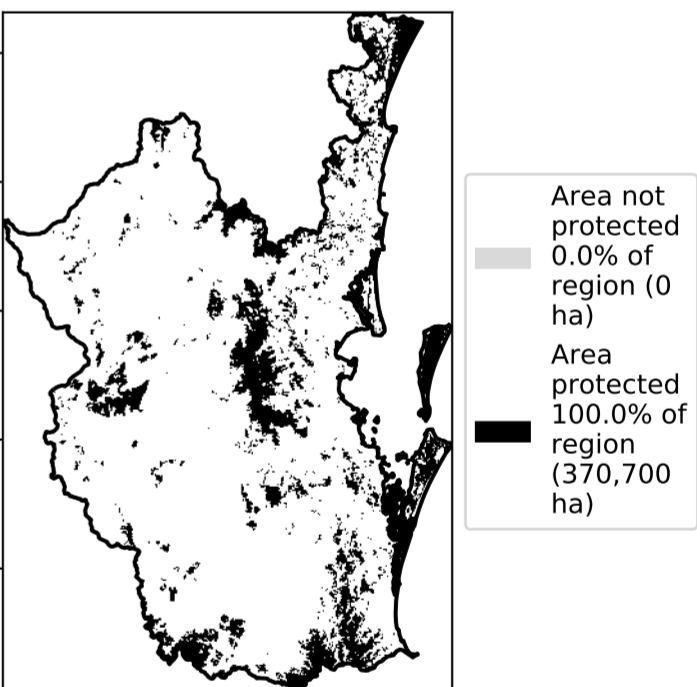 Area not
protected
0.0% of
region (0
ha)
Area
protected
100.0% of
region
(370,700
ha)